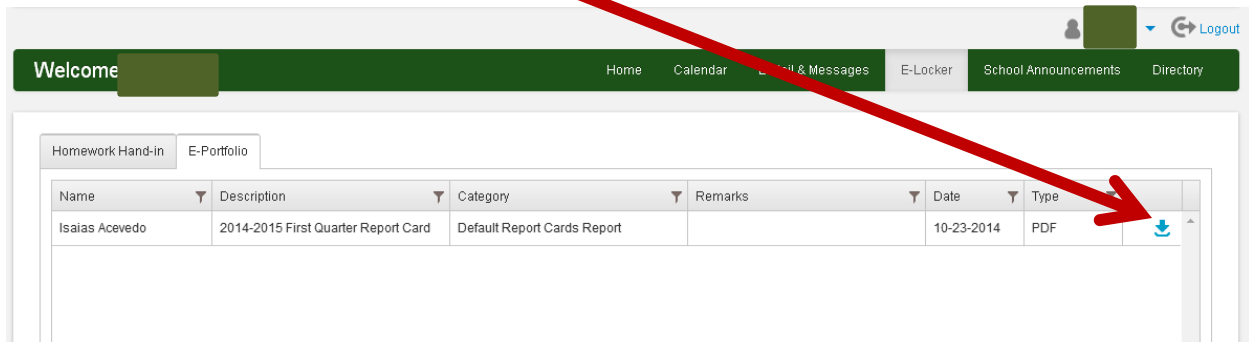 Logout
Welcome Home Calendar & Messages E-Locker School Announcements Directory
Homework Hand-in E-Portfolio
Name Description Category Remarks Date Type
Isaias Acevedo 2014-2015 First Quarter Report Card Default Report Cards Report 10-23-2014 PDF